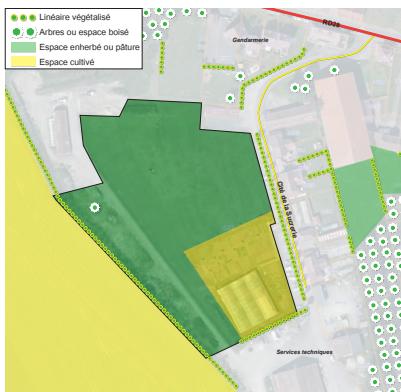 Linéaire végétalisé
Arbres ou espace boisé
Espace enherbé ou pâture
Espace cultivé
RD28
Gendarmerie
Cité de la Sucrerie
Services techniques